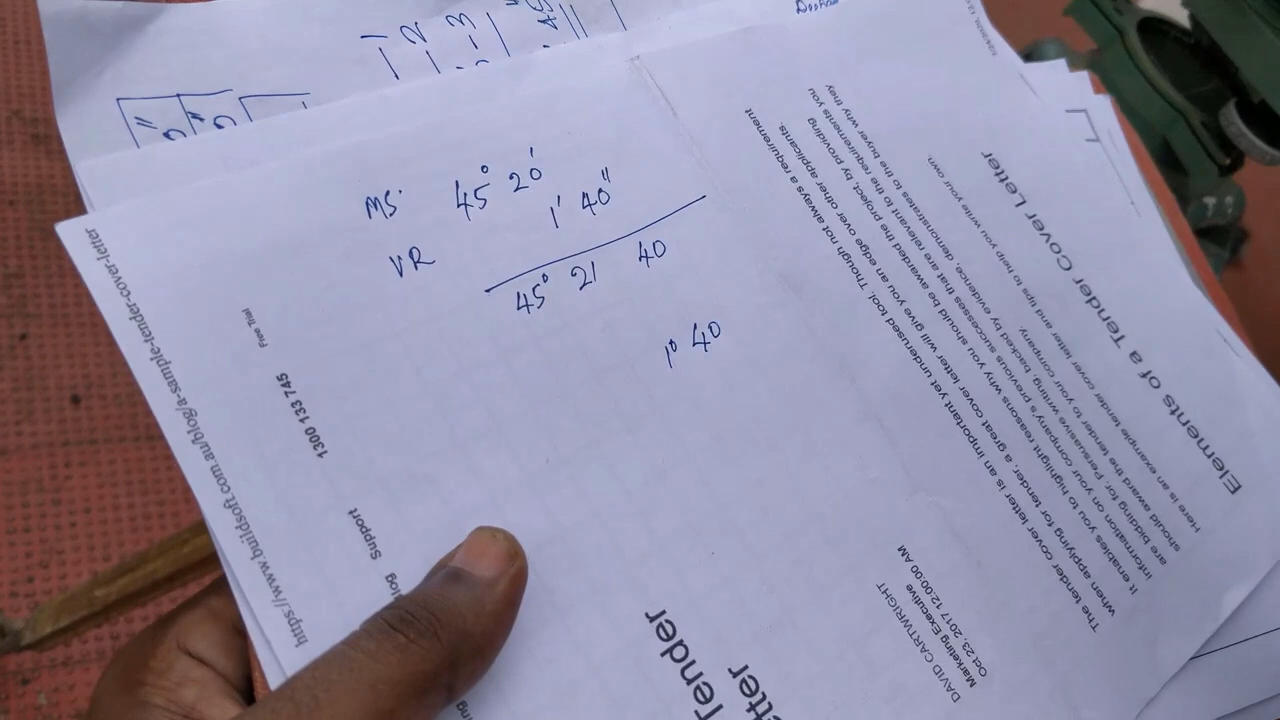 MS. 45° 20'
VR 1' 40"
45° 21 40
1° 40
https://www.buildsoft.com.au/blog/a-sample-tender-cover-letter
Free Trial
1300 133 745
Support
Tender
DAVID CARTWRIGHT
Marketing Executive
Oct 23, 2017 12:00:00 AM
The tender cover letter is an important yet underused tool. Though not always a requirement
when applying for tender, a great cover letter will give you an edge over other applicants.
It enables you to highlight reasons why you should be awarded the project, by providing
information on your company's previous successes that are relevant to the requirements you
are bidding for. Persuasive writing, backed by evidence, demonstrates to the buyer why they
should award the tender to your company.
Here is an example tender cover letter and tips to help you write your own
Elements of a Tender Cover Letter